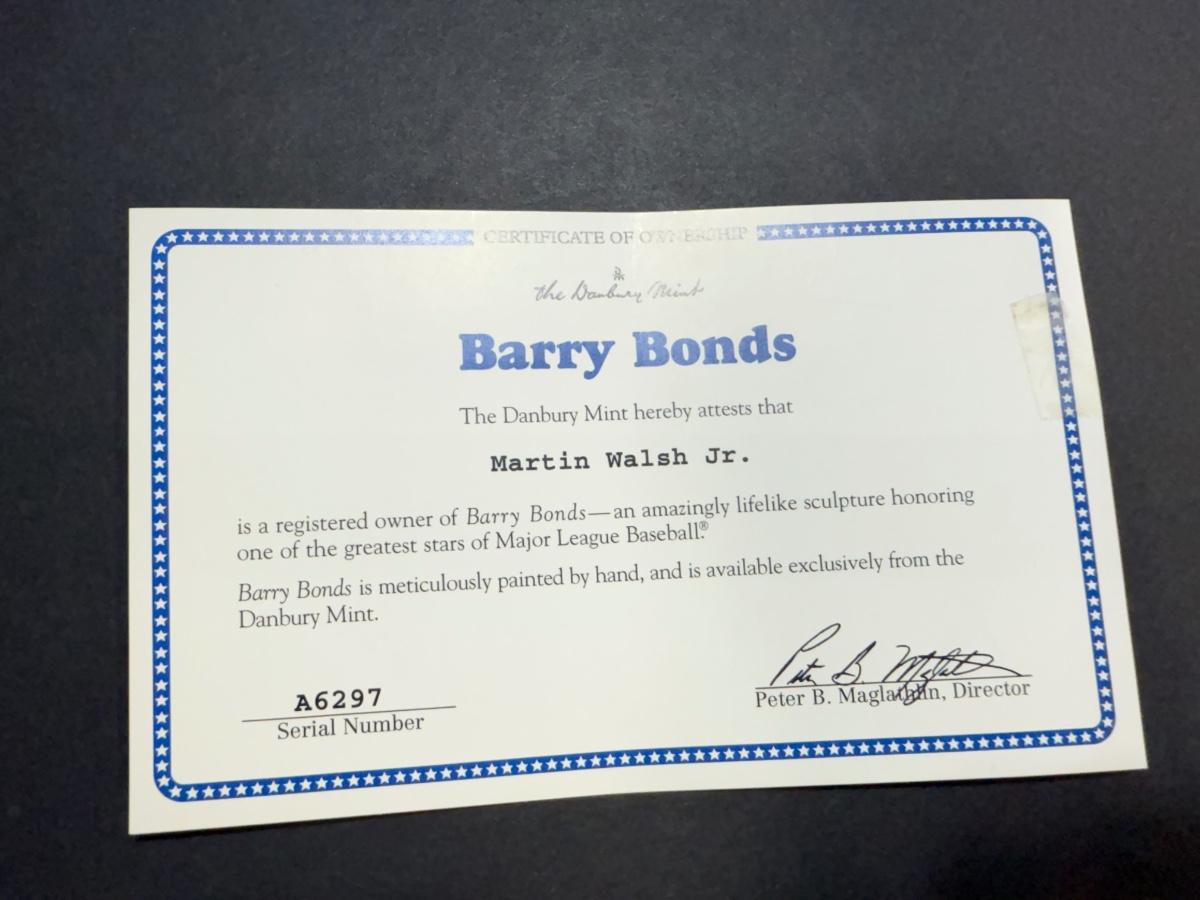 CERTIFICATE OF OWNERSHIP
The Danbury Mint
Barry Bonds
The Danbury Mint hereby attests that
Martin Walsh Jr.
is a registered owner of Barry Bonds—an amazingly lifelike sculpture honoring
one of the greatest stars of Major League Baseball.®
Barry Bonds is meticulously painted by hand, and is available exclusively from the
Danbury Mint.
Peter B Maglathlin
A6297
Peter B. Maglathlin, Director
Serial Number